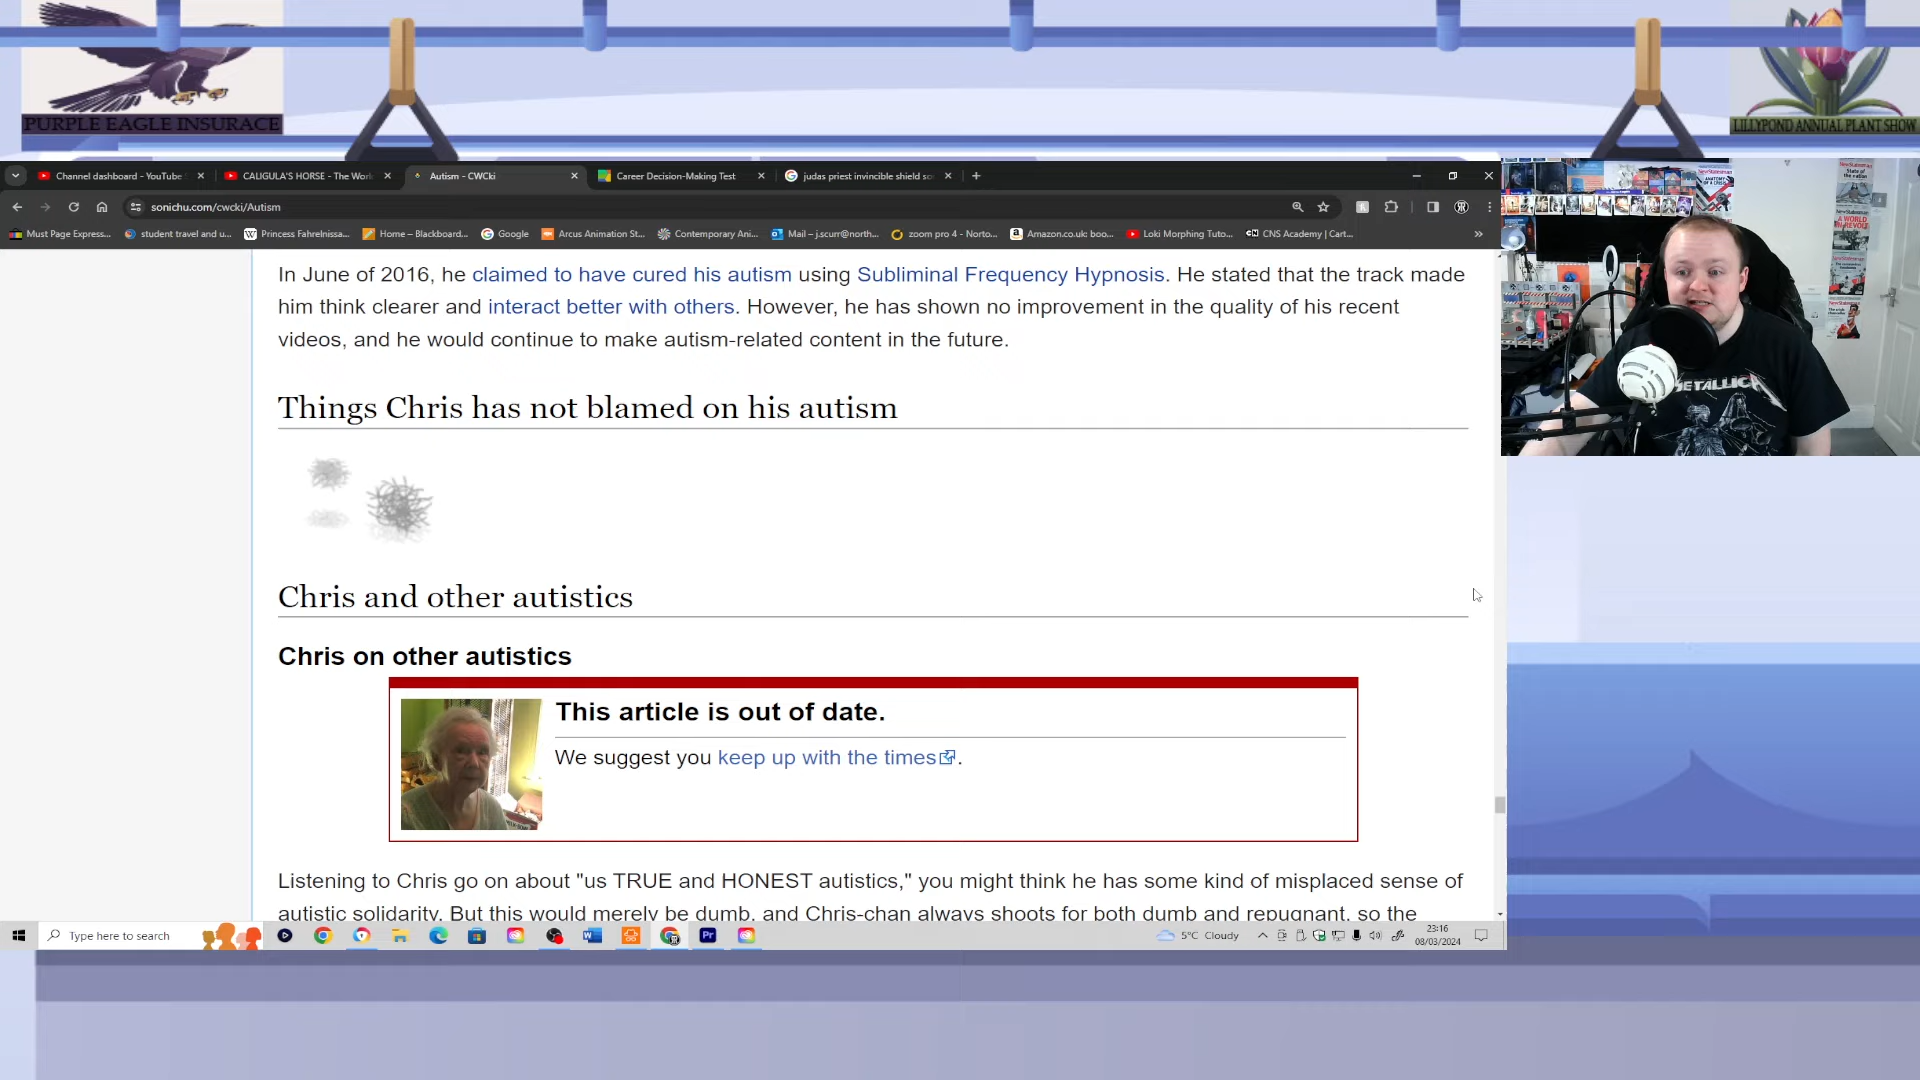 PURPLE EAGLE INSURACE
LILLYPOND ANNUAL PLANT SHOW
Channel dashboard - YouTube
CALIGULA'S HORSE - The Worl
Autism - CWCki
Career Decision-Making Test
judas priest invincible shield so
sonichu.com/cwcki/Autism
Must Page Express...
student travel and u...
Princess Fahrelnissa...
Home – Blackboard...
Google
Arcus Animation St...
Contemporary Ani...
Mail – j.scurr@north...
zoom pro 4 - Norto...
Amazon.co.uk: boo...
Loki Morphing Tuto...
CNS Academy | Cart...
In June of 2016, he claimed to have cured his autism using Subliminal Frequency Hypnosis. He stated that the track made
him think clearer and interact better with others. However, he has shown no improvement in the quality of his recent
videos, and he would continue to make autism-related content in the future.
Things Chris has not blamed on his autism
Chris and other autistics
Chris on other autistics
This article is out of date.
We suggest you keep up with the times.
Listening to Chris go on about "us TRUE and HONEST autistics," you might think he has some kind of misplaced sense of
autistic solidarity. But this would merely be dumb, and Chris-chan always shoots for both dumb and repugnant, so the
Type here to search
5°C Cloudy
23:16
08/03/2024
NewStatesman
METALLICA